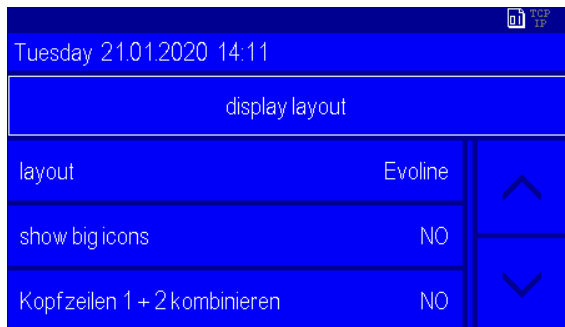 01 TCP
IP
Tuesday 21.01.2020 14:11
display layout
layout Evoline
show big icons NO
Kopfzeilen 1 + 2 kombinieren NO